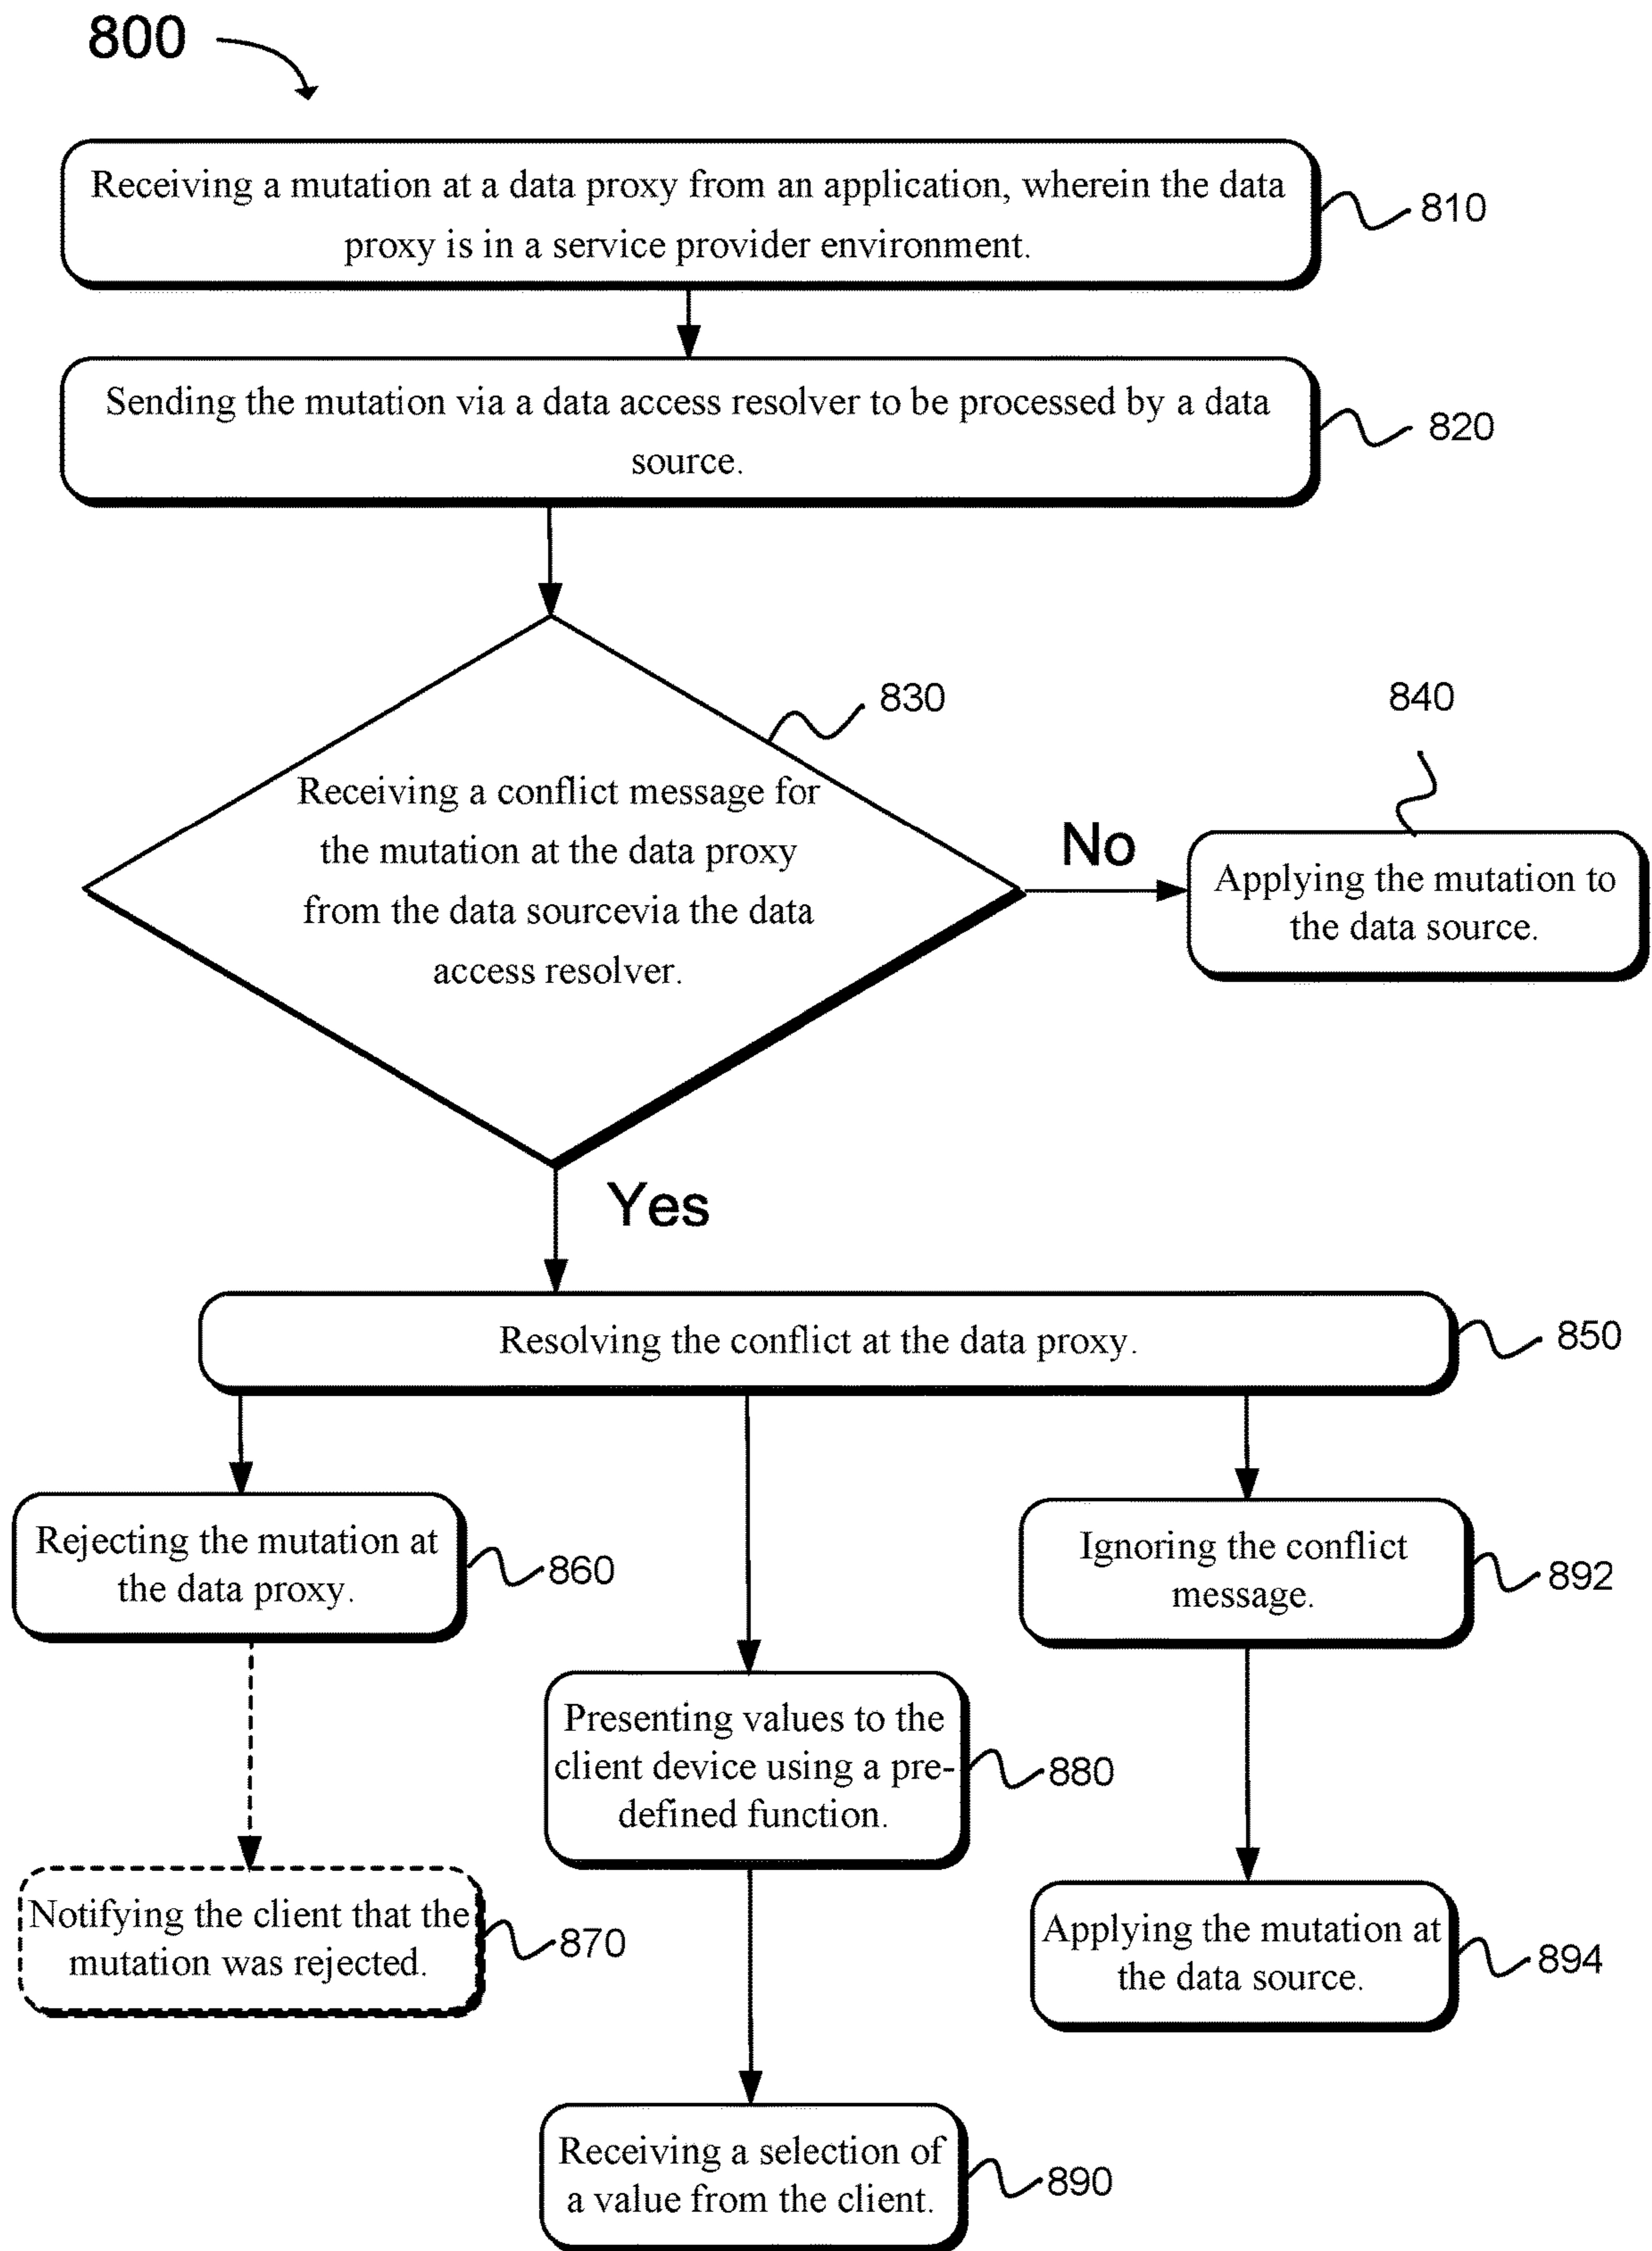 800
Receiving a mutation at a data proxy from an application, wherein the data
proxy is in a service provider environment.
810
Sending the mutation via a data access resolver to be processed by a data
source.
820
830
Receiving a conflict message for
the mutation at the data proxy
from the data sourcevia the data
access resolver.
No
840
Applying the mutation to
the data source.
Yes
Resolving the conflict at the data proxy.
850
Rejecting the mutation at
the data proxy.
860
Ignoring the conflict
message.
892
Presenting values to the
client device using a pre-
defined function.
880
Notifying the client that the
mutation was rejected.
870
Applying the mutation at
the data source.
894
Receiving a selection of
a value from the client.
890